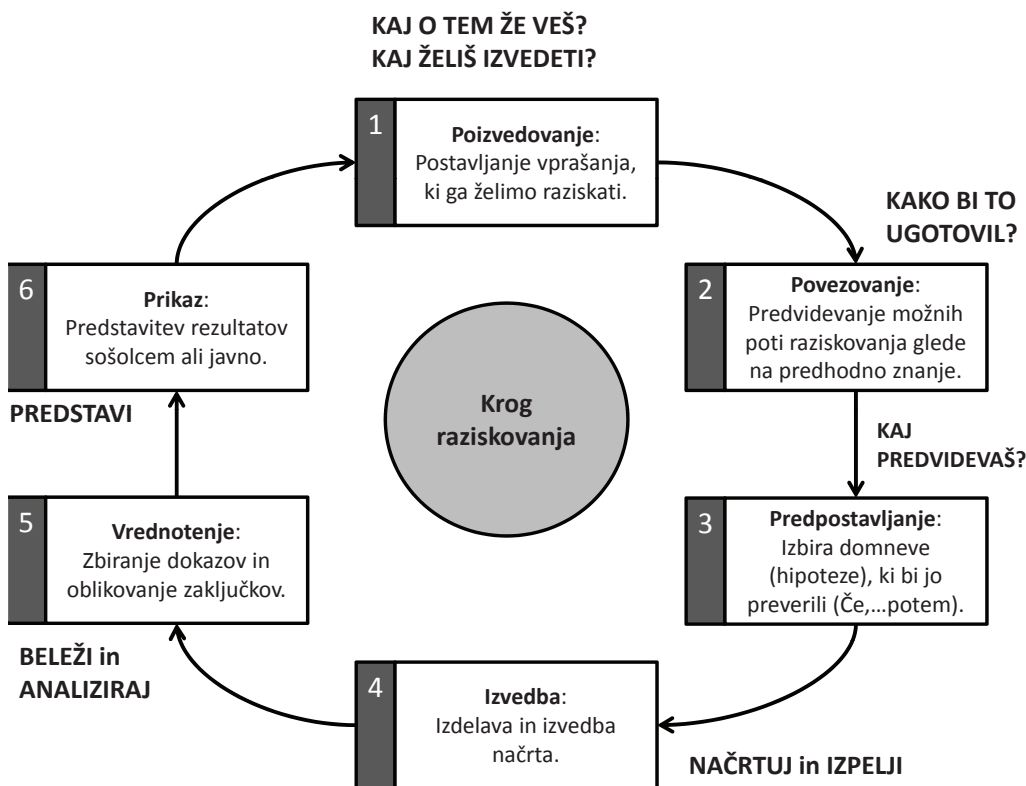 KAJ O TEM ŽE VEŠ?
KAJ ŽELIŠ IZVEDETI?
1
Poizvedovanje:
Postavljanje vprašanja,
ki ga želimo raziskati.
KAKO BI TO
UGOTOVIL?
2
Povezovanje:
Predvidevanje možnih
poti raziskovanja glede
na predhodno znanje.
KAJ
PREDVIDEVAŠ?
3
Predpostavljanje:
Izbira domneve
(hipoteze), ki bi jo
preverili (Če,...potem).
NAČRTUJ in IZPELJI
4
Izvedba:
Izdelava in izvedba
načrta.
BELEŽI in
ANALIZIRAJ
5
Vrednotenje:
Zbiranje dokazov in
oblikovanje zaključkov.
PREDSTAVI
6
Prikaz:
Predstavitev rezultatov
sošolcem ali javno.
Krog
raziskovanja